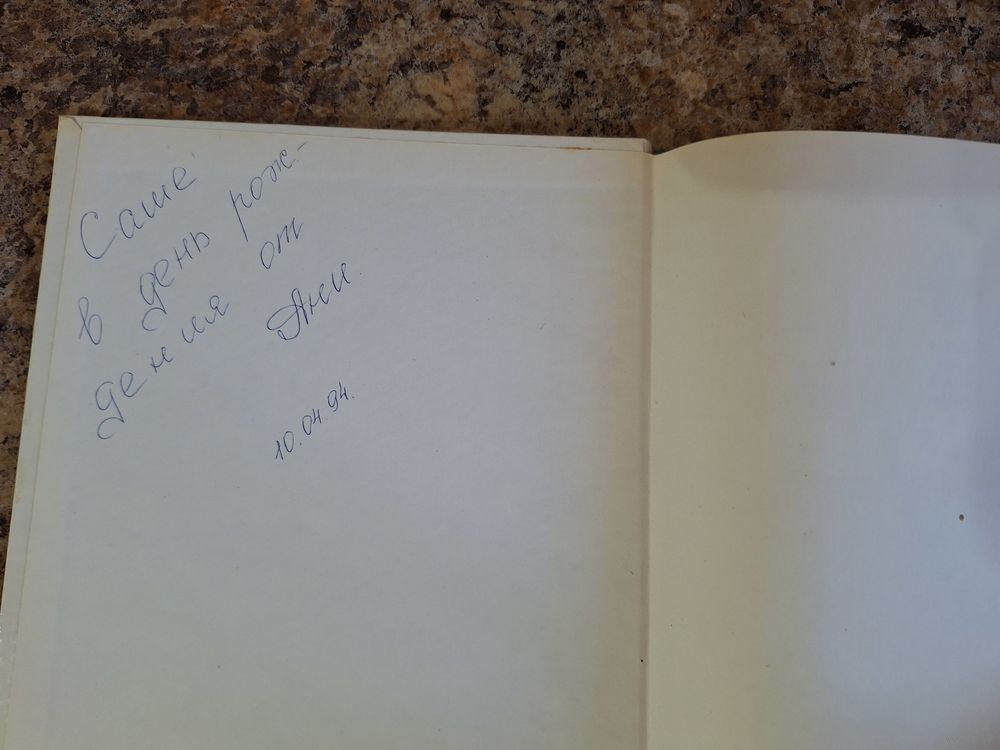 Саше
в день рож-
дения от
Ани.
10.04.94.